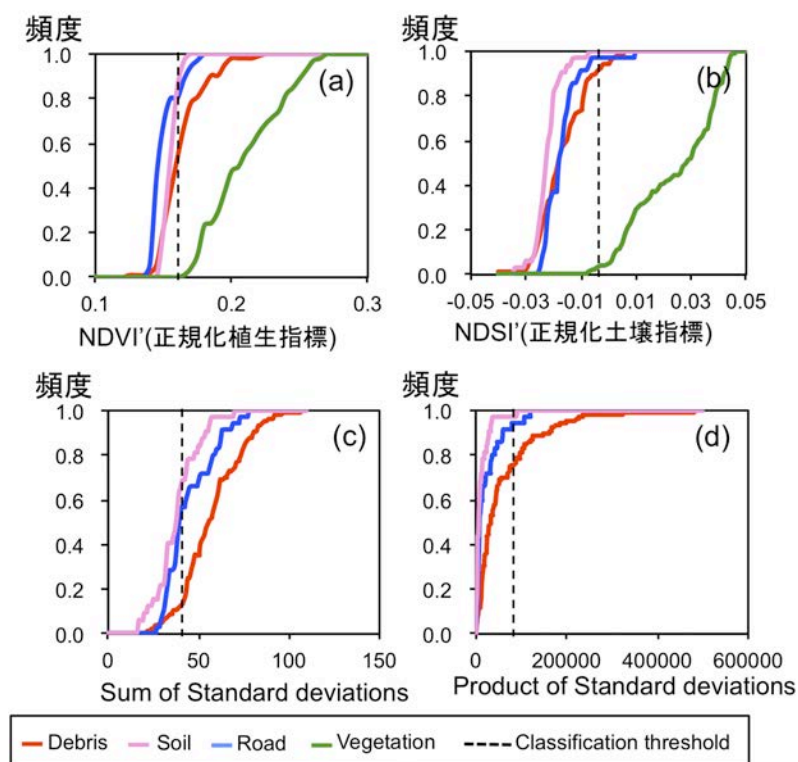 頻度
1.0
0.8
0.6
0.4
0.2
0.0
(a)
0.1 0.2 0.3
NDVI'(正規化植生指標)
頻度
1.0
0.8
0.6
0.4
0.2
0.0
(b)
-0.05 -0.03 -0.01 0.01 0.03 0.05
NDSI'(正規化土壌指標)
頻度
1.0
0.8
0.6
0.4
0.2
0.0
(c)
0 50 100 150
Sum of Standard deviations
頻度
1.0
0.8
0.6
0.4
0.2
0.0
(d)
0 200000 400000 600000
Product of Standard deviations
Debris Soil Road Vegetation Classification threshold